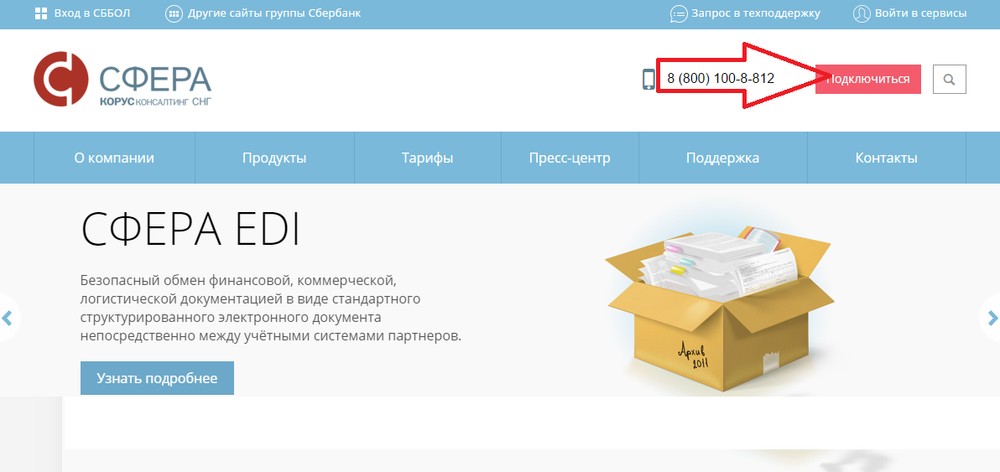 Вход в СББОЛ
Другие сайты группы Сбербанк
Запрос в техподдержку
Войти в сервисы
СФЕРА
КОРУС КОНСАЛТИНГ СНГ
8 (800) 100-8-812
Подключиться
О компании
Продукты
Тарифы
Пресс-центр
Поддержка
Контакты
СФЕРА EDI
Безопасный обмен финансовой, коммерческой,
логистической документацией в виде стандартного
структурированного электронного документа
непосредственно между учётными системами партнеров.
Узнать подробнее
Архив
2011